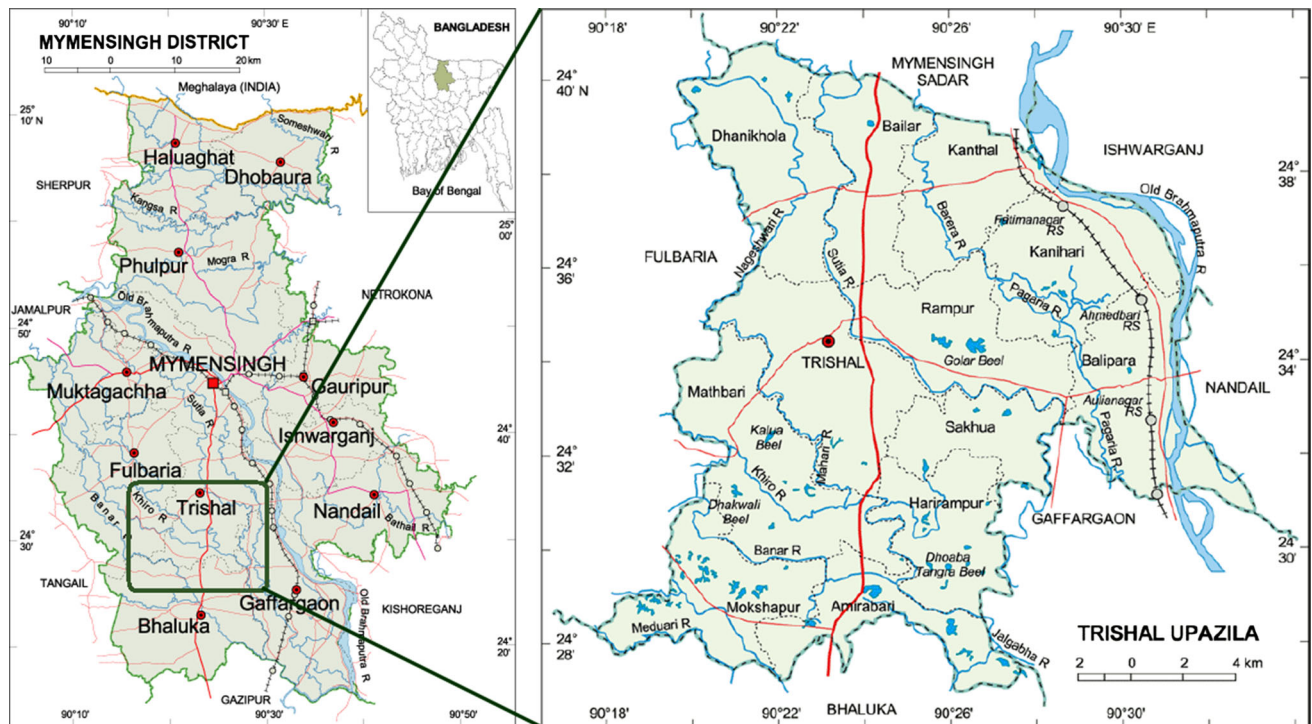 90°10'
90°30' E
MYMENSINGH DISTRICT
10 0 10 20 km
BANGLADESH
Bay of Bengal
Meghalaya (INDIA)
25°
10' N
Someshwari R
Haluaghat
Dhobaura
SHERPUR
Kangsa R
25°
00'
Phulpur
Mogra R
NETROKONA
JAMALPUR
24°
50'
Old Brahmaputra R
MYMENSINGH
Muktagachha
Gauripur
Sutia R
Ishwarganj
24°
40'
Fulbaria
Khiro R
Trishal
Nandail
Banar
Bathail R
24°
30'
TANGAIL
Gaffargaon
KISHOREGANJ
Bhaluka
Old Brahmaputra R
24°
20'
GAZIPUR
90°10'
90°30'
90°50'
90°18'
90°22'
90°26'
90°30' E
24°
40' N
MYMENSINGH
SADAR
Dhanikhola
Bailar
Kanthal
ISHWARGANJ
24°
38'
Old Brahmaputra R
Nageshwari R
Barera R
Fatimanagar
RS
FULBARIA
Sutia R
Kanihari
24°
36'
Rampur
Pagaria R
Ahmedbari
RS
TRISHAL
Golar Beel
Balipara
24°
34'
Mathbari
NANDAIL
Aulianagar
RS
Sakhua
Kalua
Beel
Mahari R
Pagaria R
24°
32'
Khiro R
Dhakwali
Beel
Harirampur
GAFFARGAON
24°
30'
Banar R
Dhoaba
Tangra Beel
Mokshapur
Amirabari
Meduari R
Jalgabha R
TRISHAL UPAZILA
24°
28'
2 0 2 4 km
BHALUKA
90°18'
90°22'
90°26'
90°30'